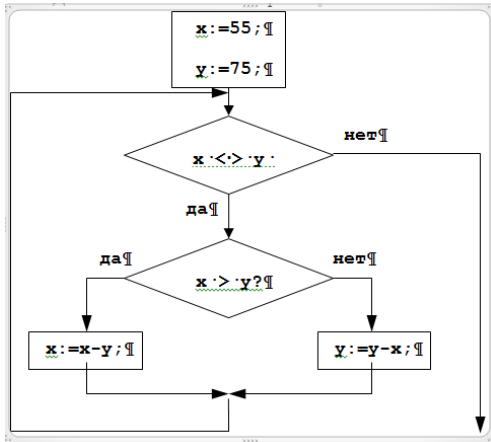 x:=55;¶
y:=75;¶
нет¶
x·<·>·y·
да¶
да¶
нет¶
x·>·y?¶
x:=x-y;¶
y:=y-x;¶